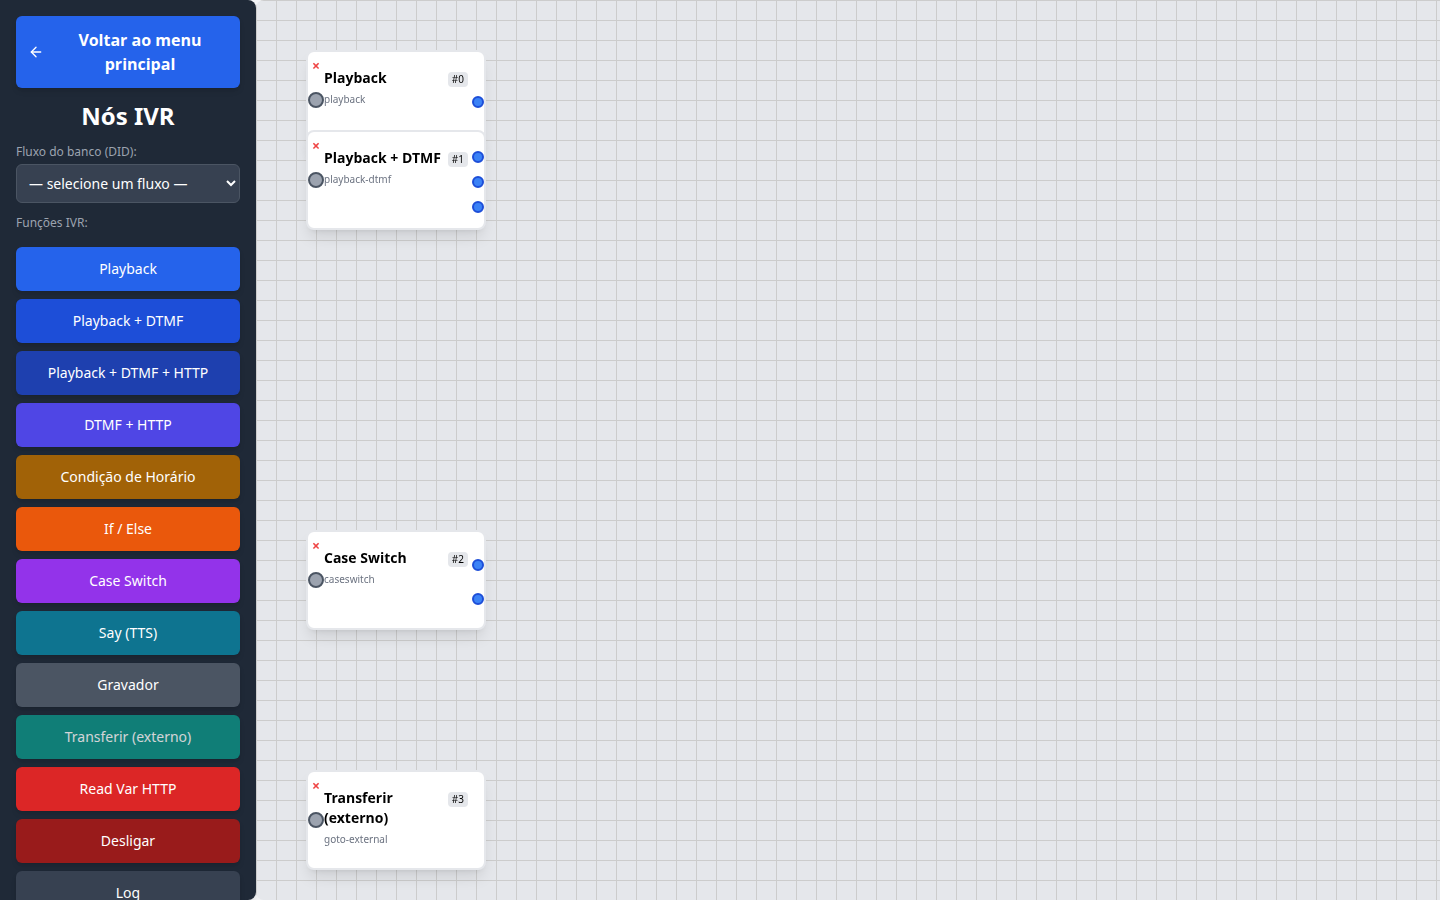 Voltar ao menu
principal
Nós IVR
Fluxo do banco (DID):
— selecione um fluxo —
Funções IVR:
Playback
Playback + DTMF
Playback + DTMF + HTTP
DTMF + HTTP
Condição de Horário
If / Else
Case Switch
Say (TTS)
Gravador
Transferir (externo)
Read Var HTTP
Desligar
Log
×
Playback #0
playback
×
Playback + DTMF #1
playback-dtmf
×
Case Switch #2
caseswitch
×
Transferir #3
(externo)
goto-external